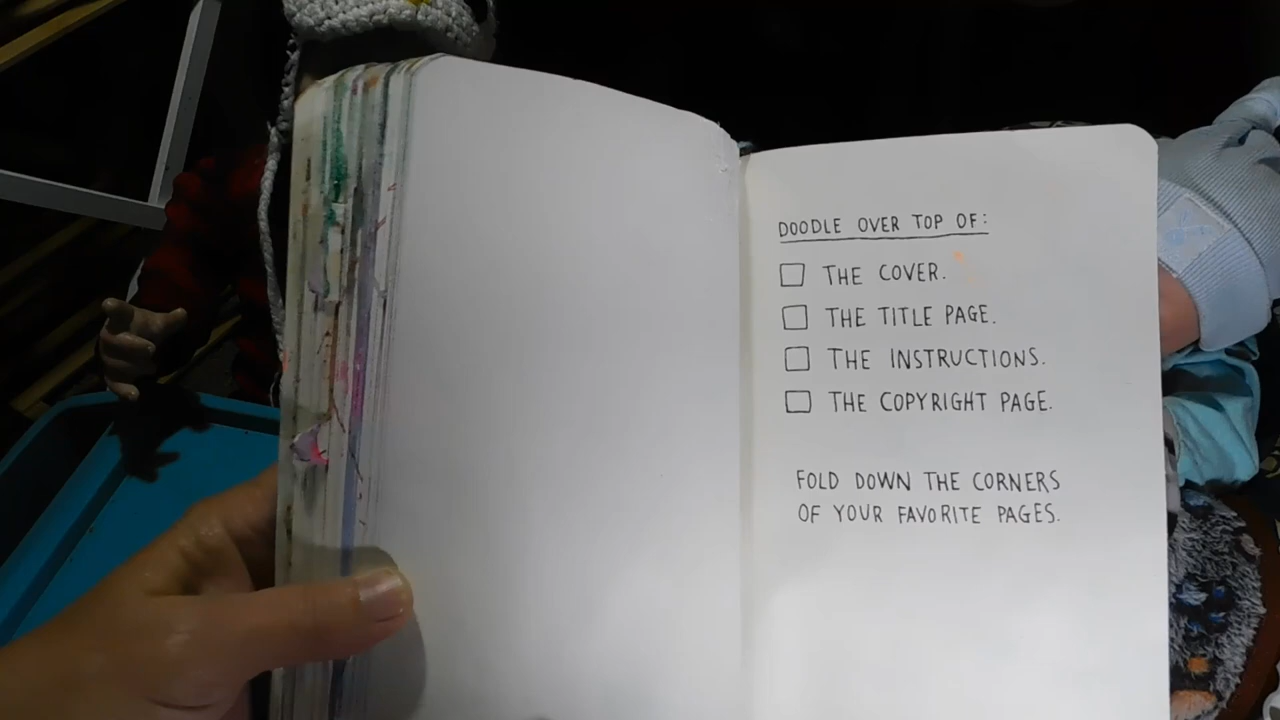 DOODLE OVER TOP OF:
THE COVER.
THE TITLE PAGE.
THE INSTRUCTIONS.
THE COPYRIGHT PAGE.
FOLD DOWN THE CORNERS
OF YOUR FAVORITE PAGES.